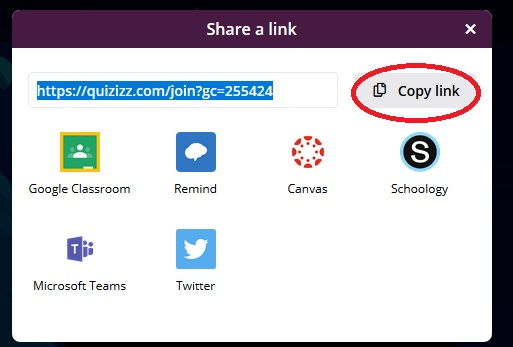 Share a link
https://quizizz.com/join?gc=255424
Copy link
Google Classroom
Remind
Canvas
S
Schoology
Microsoft Teams
Twitter